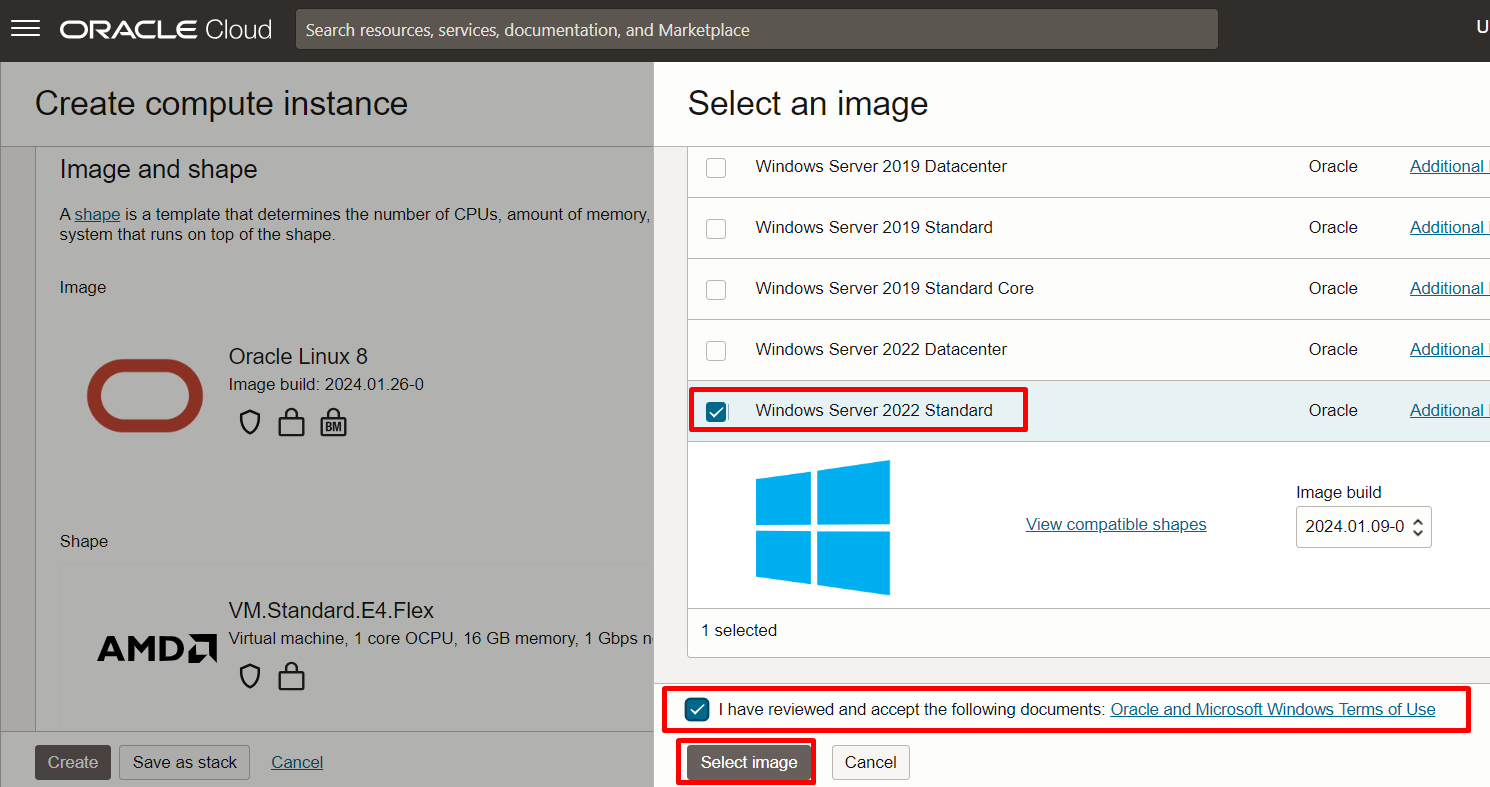 ORACLE Cloud
Search resources, services, documentation, and Marketplace
U
Create compute instance
Image and shape
A shape is a template that determines the number of CPUs, amount of memory,
system that runs on top of the shape.
Image
Oracle Linux 8
Image build: 2024.01.26-0
BM
Shape
VM.Standard.E4.Flex
AMD
Virtual machine, 1 core OCPU, 16 GB memory, 1 Gbps n
Create Save as stack Cancel
Select an image
Windows Server 2019 Datacenter Oracle Additional
Windows Server 2019 Standard Oracle Additional
Windows Server 2019 Standard Core Oracle Additional
Windows Server 2022 Datacenter Oracle Additional
Windows Server 2022 Standard Oracle Additional
Image build
View compatible shapes 2024.01.09-0
1 selected
I have reviewed and accept the following documents: Oracle and Microsoft Windows Terms of Use
Select image Cancel